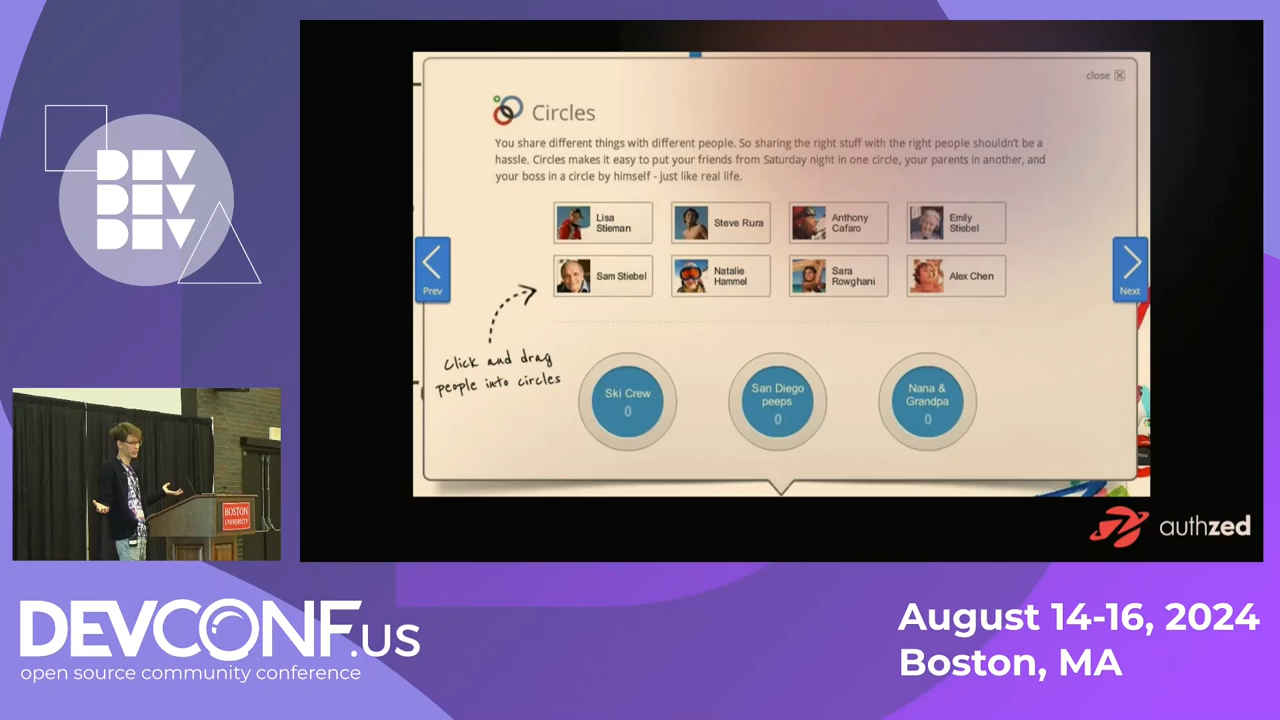 DEV
DEV
DEV
close
Circles
You share different things with different people. So sharing the right stuff with the right people shouldn't be a
hassle. Circles makes it easy to put your friends from Saturday night in one circle, your parents in another, and
your boss in a circle by himself - just like real life.
Lisa
Stieman
Steve Rura
Anthony
Cafaro
Emily
Stiebel
Sam Stiebel
Natalie
Hammel
Sara
Rowghani
Alex Chen
Prev
Next
Click and drag
people into circles
Ski Crew
0
San Diego
peeps
0
Nana &
Grandpa
0
You
authzed
BOSTON
UNIVERSITY
DEVCONF.US
open source community conference
August 14-16, 2024
Boston, MA